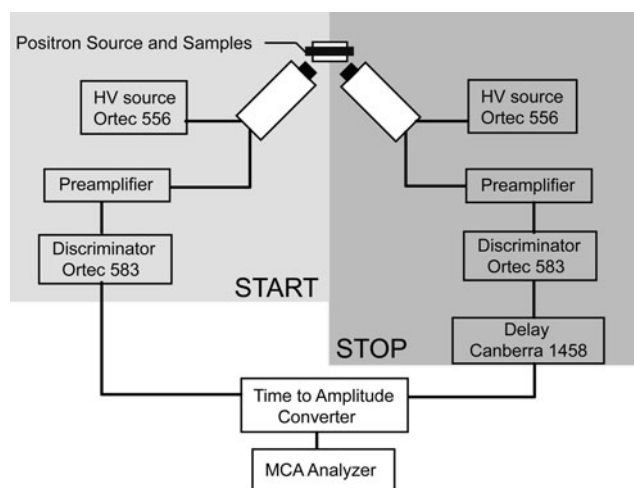 Positron Source and Samples
HV source
Ortec 556
HV source
Ortec 556
Preamplifier
Preamplifier
Discriminator
Ortec 583
Discriminator
Ortec 583
START
STOP
Delay
Canberra 1458
Time to Amplitude
Converter
MCA Analyzer